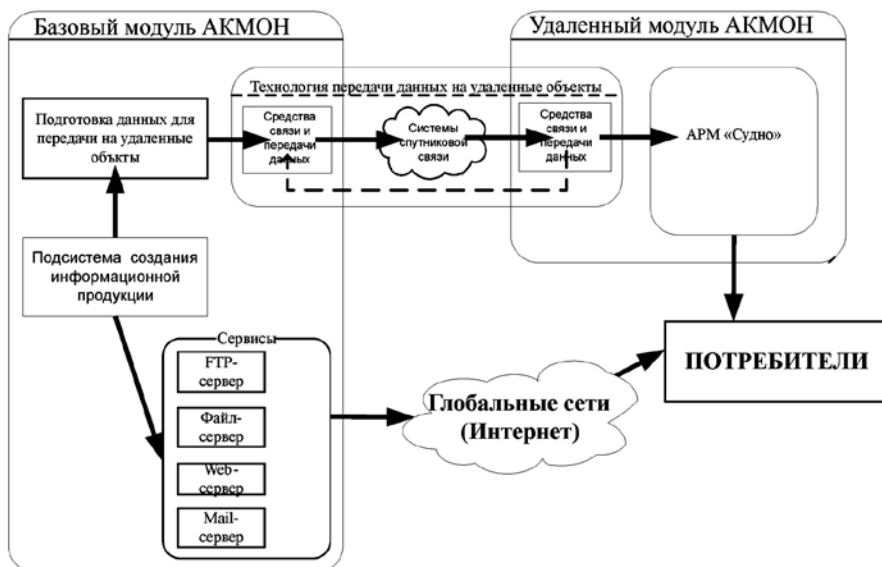 Базовый модуль АКМОН
Удаленный модуль АКМОН
Технология передачи данных на удаленные объекты
Подготовка данных для
передачи на удаленные
объкты
Средства
связи и
передачи
данных
Системы
спутниковой
связи
Средства
связи и
передачи
данных
АРМ «Судно»
Подсистема создания
информационной
продукции
Сервисы
FTP-
сервер
Файл-
сервер
Web-
сервер
Mail-
сервер
Глобальные сети
(Интернет)
ПОТРЕБИТЕЛИ